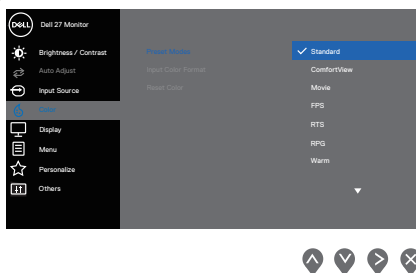 DELL
Dell 27 Monitor
Brightness / Contrast
Auto Adjust
Input Source
Color
Display
Menu
Personalize
Others
Preset Modes
Input Color Format
Reset Color
Standard
ComfortView
Movie
FPS
RTS
RPG
Warm